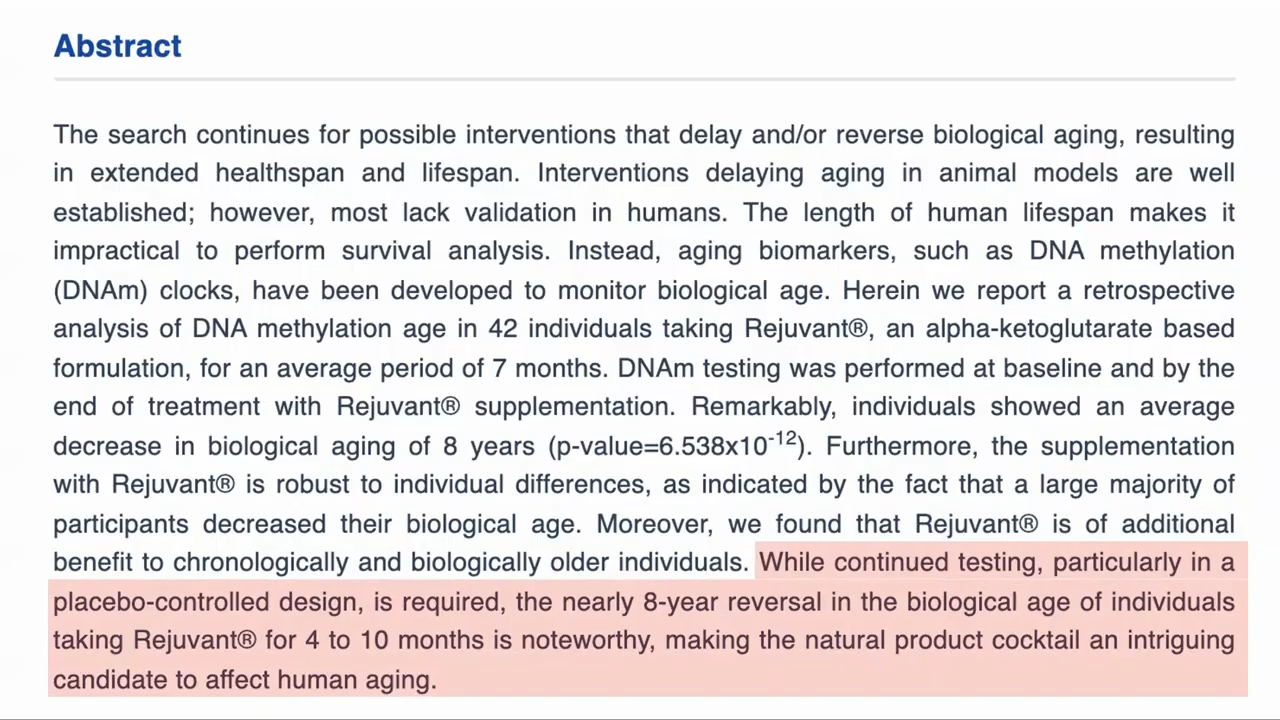 Abstract
The search continues for possible interventions that delay and/or reverse biological aging, resulting
in extended healthspan and lifespan. Interventions delaying aging in animal models are well
established; however, most lack validation in humans. The length of human lifespan makes it
impractical to perform survival analysis. Instead, aging biomarkers, such as DNA methylation
(DNAm) clocks, have been developed to monitor biological age. Herein we report a retrospective
analysis of DNA methylation age in 42 individuals taking Rejuvant®, an alpha-ketoglutarate based
formulation, for an average period of 7 months. DNAm testing was performed at baseline and by the
end of treatment with Rejuvant® supplementation. Remarkably, individuals showed an average
decrease in biological aging of 8 years (p-value=6.538x10⁻¹²). Furthermore, the supplementation
with Rejuvant® is robust to individual differences, as indicated by the fact that a large majority of
participants decreased their biological age. Moreover, we found that Rejuvant® is of additional
benefit to chronologically and biologically older individuals. While continued testing, particularly in a
placebo-controlled design, is required, the nearly 8-year reversal in the biological age of individuals
taking Rejuvant® for 4 to 10 months is noteworthy, making the natural product cocktail an intriguing
candidate to affect human aging.